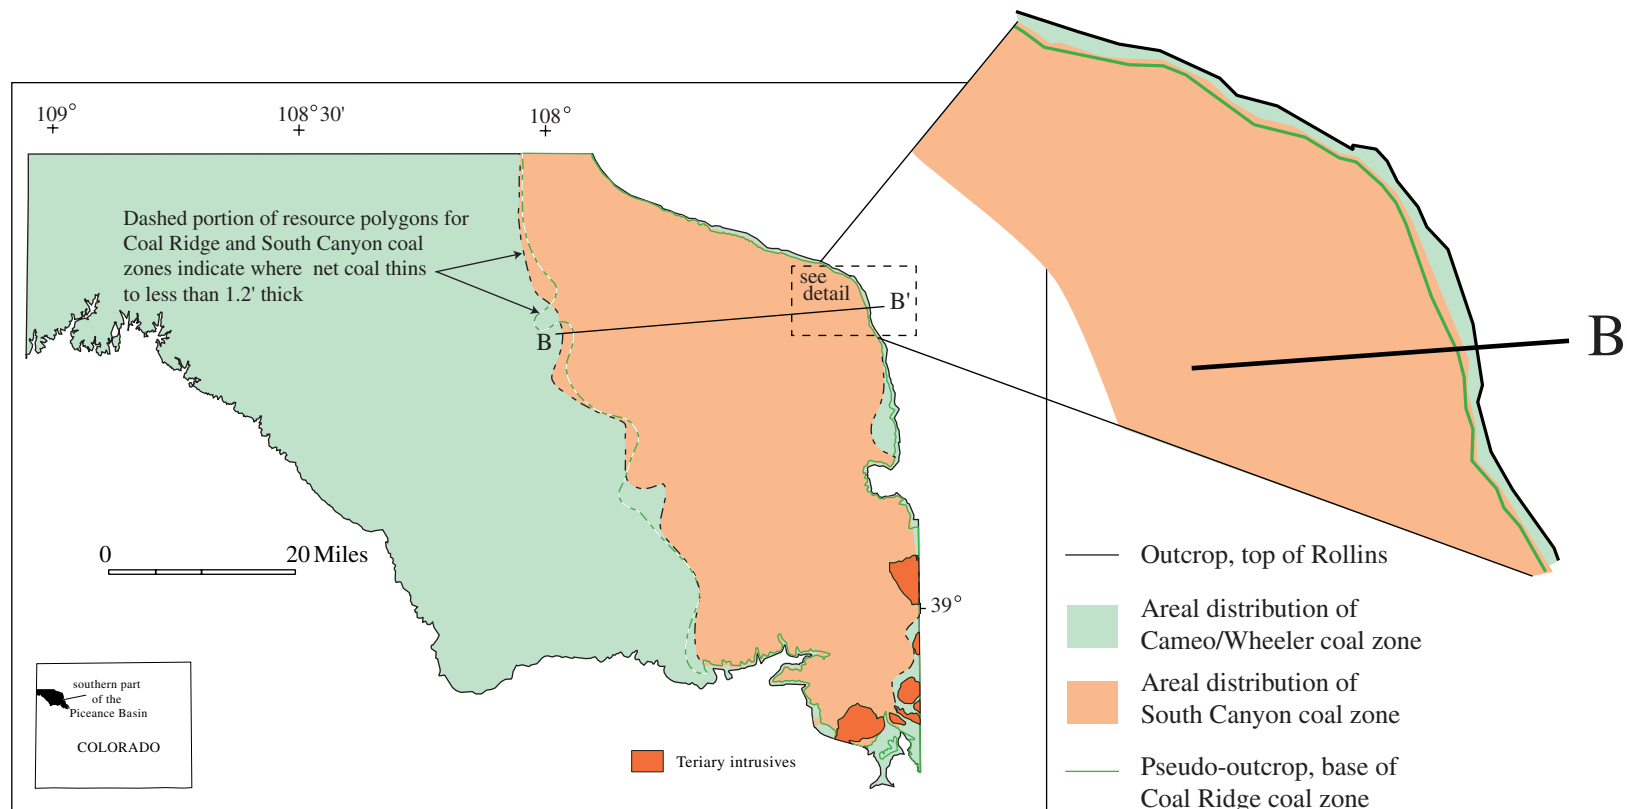 109°
108°30'
108°
Dashed portion of resource polygons for
Coal Ridge and South Canyon coal
zones indicate where net coal thins
to less than 1.2' thick
see
detail
B'
B
B
0 20 Miles
39°
southern part
of the
Piceance Basin
COLORADO
Teriary intrusives
Outcrop, top of Rollins
Areal distribution of
Cameo/Wheeler coal zone
Areal distribution of
South Canyon coal zone
Pseudo-outcrop, base of
Coal Ridge coal zone